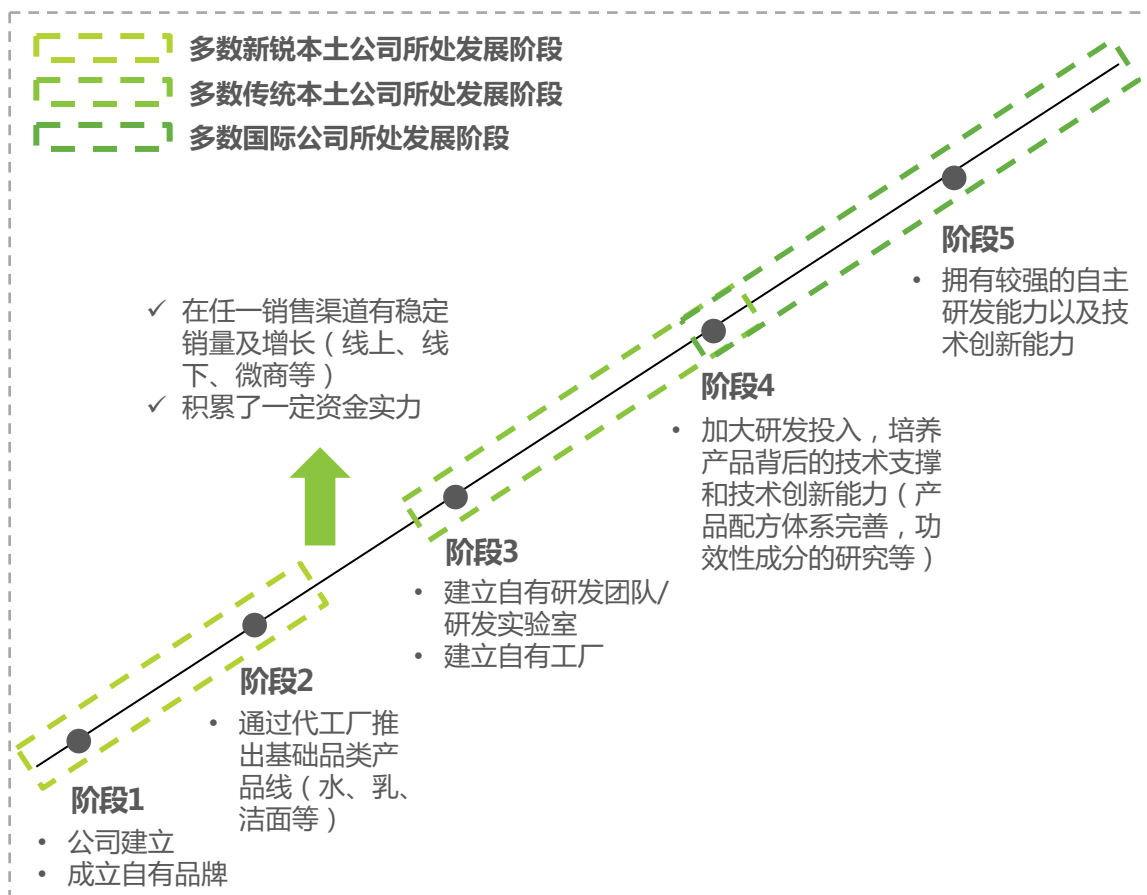 多数新锐本土公司所处发展阶段
多数传统本土公司所处发展阶段
多数国际公司所处发展阶段
阶段5
• 拥有较强的自主
研发能力以及技
术创新能力
✓ 在任一销售渠道有稳定
销量及增长（线上、线
下、微商等）
✓ 积累了一定资金实力
阶段4
• 加大研发投入，培养
产品背后的技术支撑
和技术创新能力（产
品配方体系完善，功
效性成分的研究等）
阶段3
• 建立自有研发团队/
研发实验室
• 建立自有工厂
阶段2
• 通过代工厂推
出基础品类产
品线（水、乳、
洁面等）
阶段1
• 公司建立
• 成立自有品牌